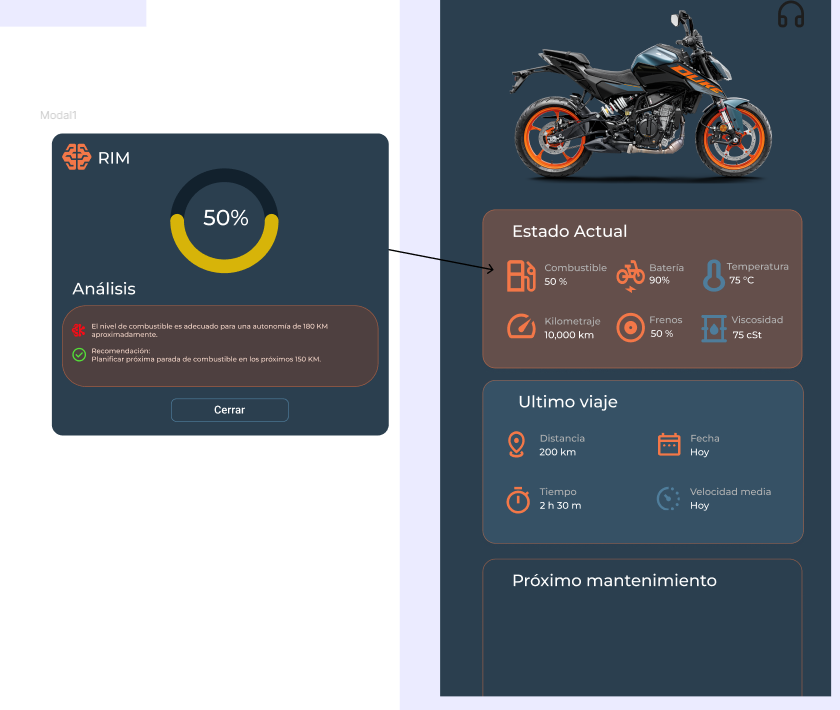 Modal1
RIM
50%
Análisis
El nivel de combustible es adecuado para una autonomía de 180 KM
aproximadamente.
Recomendación:
Planificar próxima parada de combustible en los próximos 150 KM.
Cerrar
DUKE
Estado Actual
Combustible
50 %
Batería
90%
Temperatura
75 °C
Kilometraje
10,000 km
Frenos
50 %
Viscosidad
75 cSt
Ultimo viaje
Distancia
200 km
Fecha
Hoy
Tiempo
2 h 30 m
Velocidad media
Hoy
Próximo mantenimiento